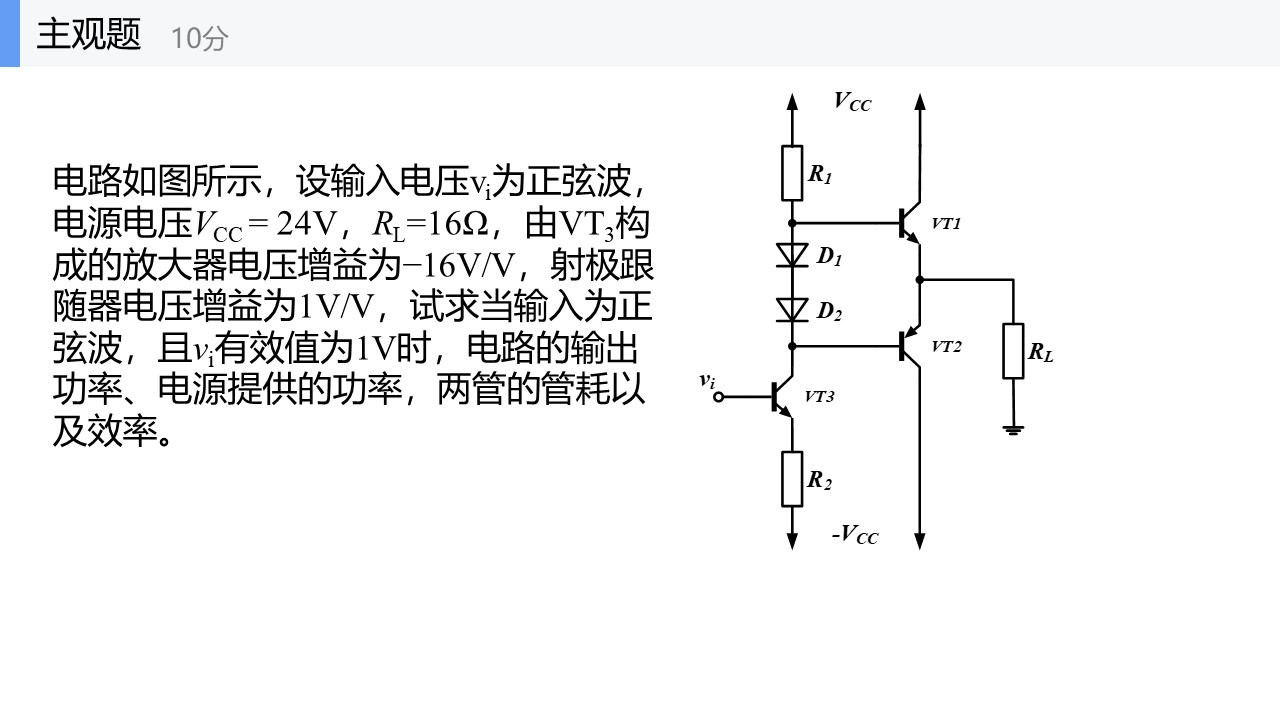 主观题 10分
电路如图所示，设输入电压vi为正弦波，
电源电压VCC = 24V，RL=16Ω，由VT3构
成的放大器电压增益为−16V/V，射极跟
随器电压增益为1V/V，试求当输入为正
弦波，且vi有效值为1V时，电路的输出
功率、电源提供的功率，两管的管耗以
及效率。
VCC
R1
VT1
D1
D2
VT2
RL
vi
VT3
R2
-VCC